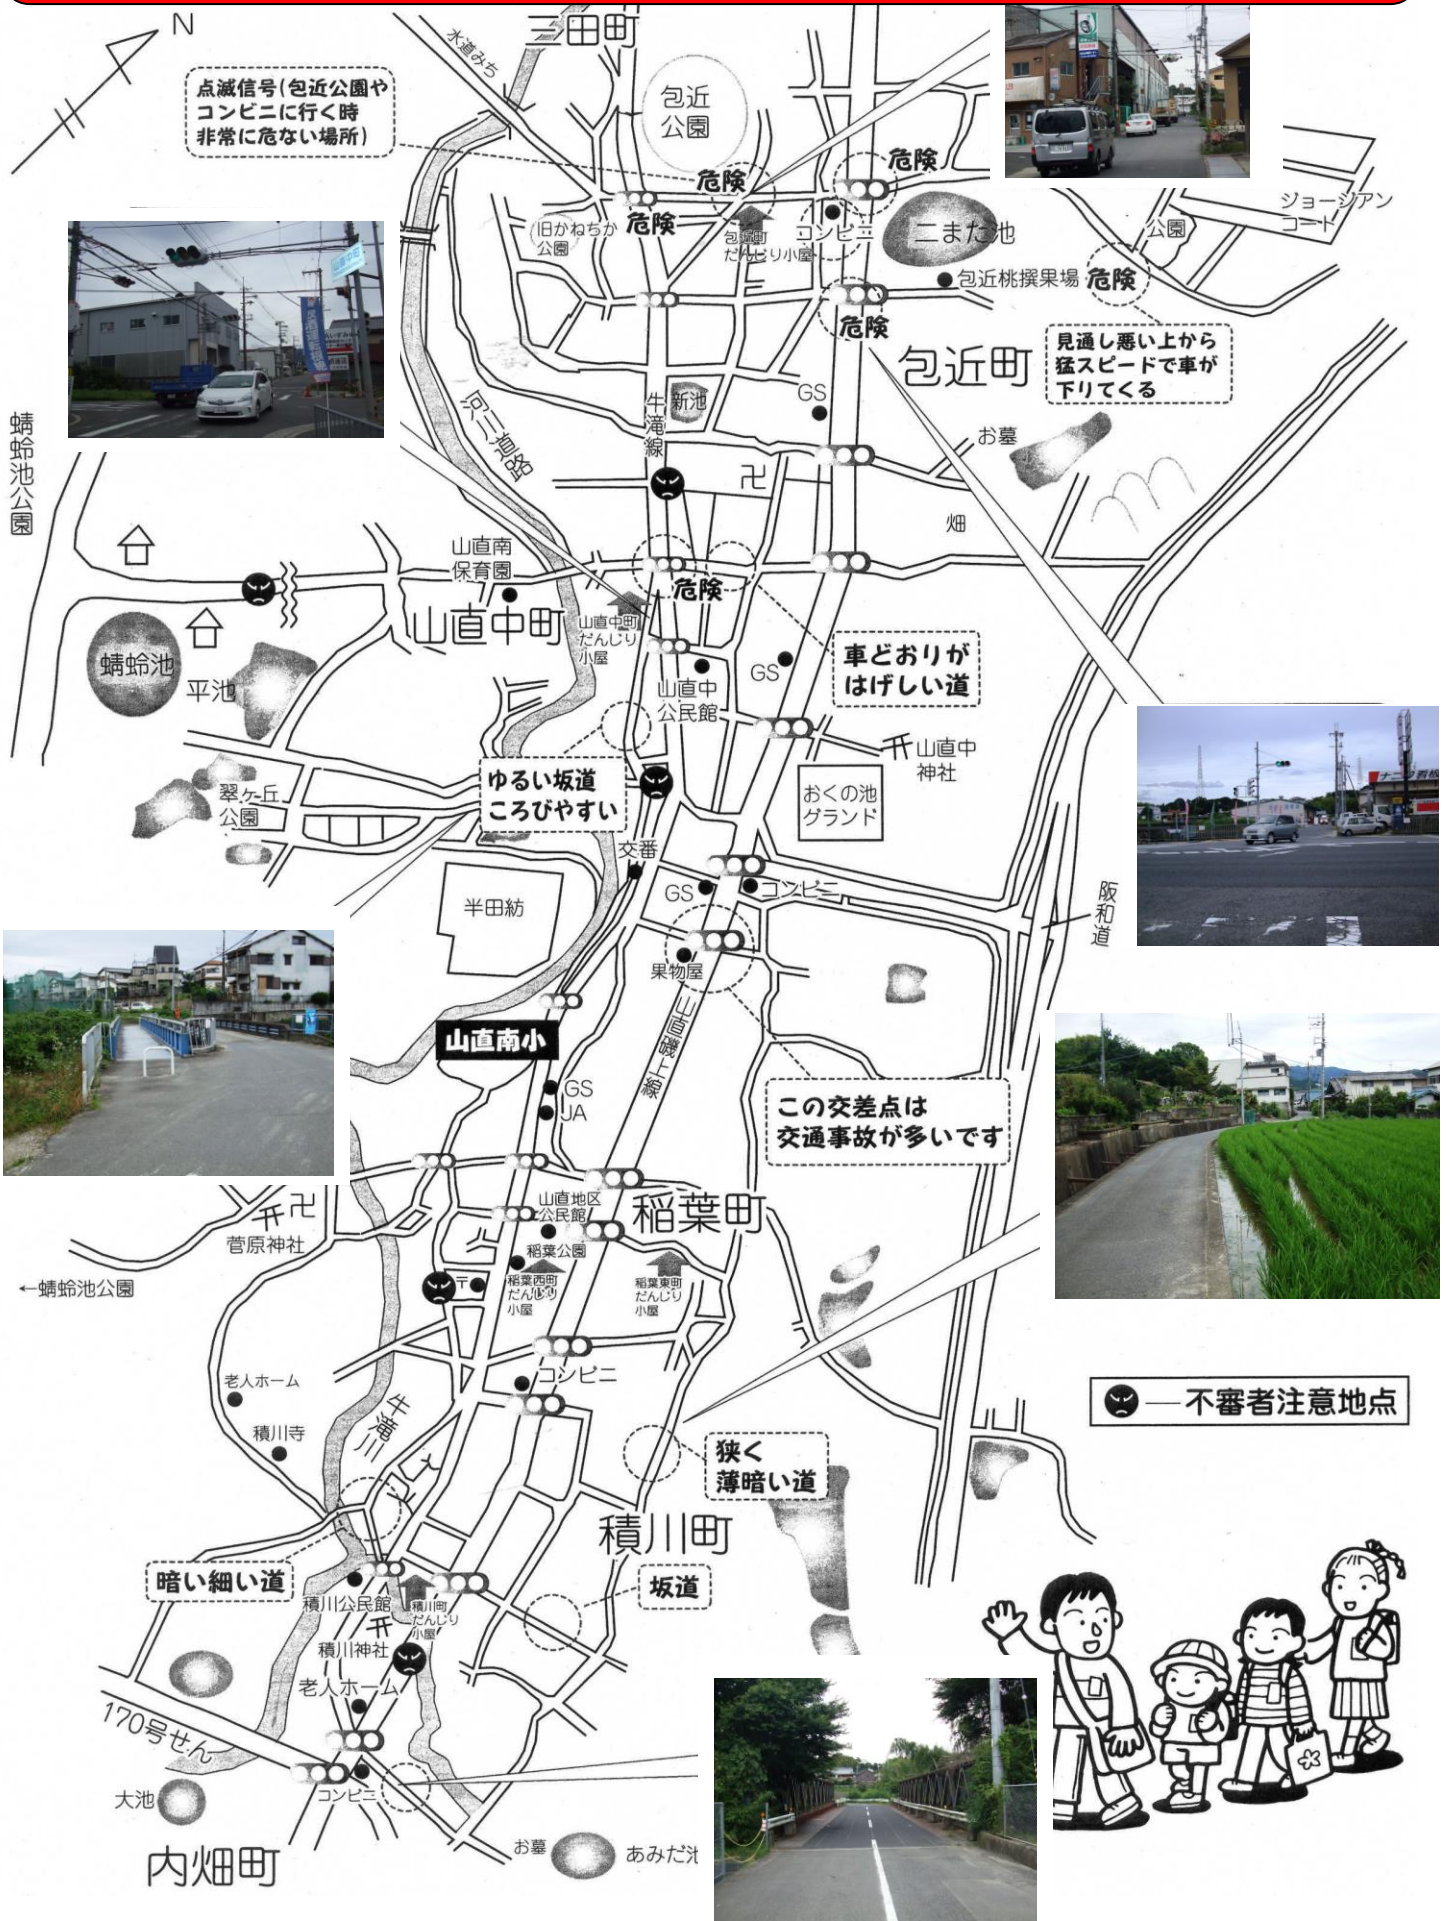 N
三田町
水道みち
点滅信号(包近公園や
コンビニに行く時
非常に危ない場所)
包近
公園
危険
危険
危険
旧かねちか
公園
包近町
だんじり小屋
コンビニ
二また池
公園
ジョージアン
コート
包近桃撰果場
危険
危険
見通し悪い上から
猛スピードで車が
下りてくる
包近町
山直中町
蜻蛉池公園
河三道路
牛滝線
新池
GS
お墓
卍
畑
山直南
保育園
山直中町
危険
山直中町
だんじり
小屋
車どおりが
はげしい道
蜻蛉池
平池
GS
山直中
公民館
山直中
神社
ゆるい坂道
ころびやすい
翠ヶ丘
公園
おくの池
グランド
交番
GS
コンビニ
半田紡
阪和道
果物屋
山直南小
山直磯上線
GS
JA
この交差点は
交通事故が多いです
山直地区
公民館
稲葉町
卍
菅原神社
稲葉公園
〒
稲葉西町
だんじり
小屋
稲葉東町
だんじり
小屋
←蜻蛉池公園
コンビニ
老人ホーム
牛滝川
積川寺
不審者注意地点
狭く
薄暗い道
積川町
暗い細い道
坂道
積川公民館
積川町
だんじり
小屋
積川神社
老人ホーム
170号せん
大池
コンビニ
内畑町
お墓
あみだ池